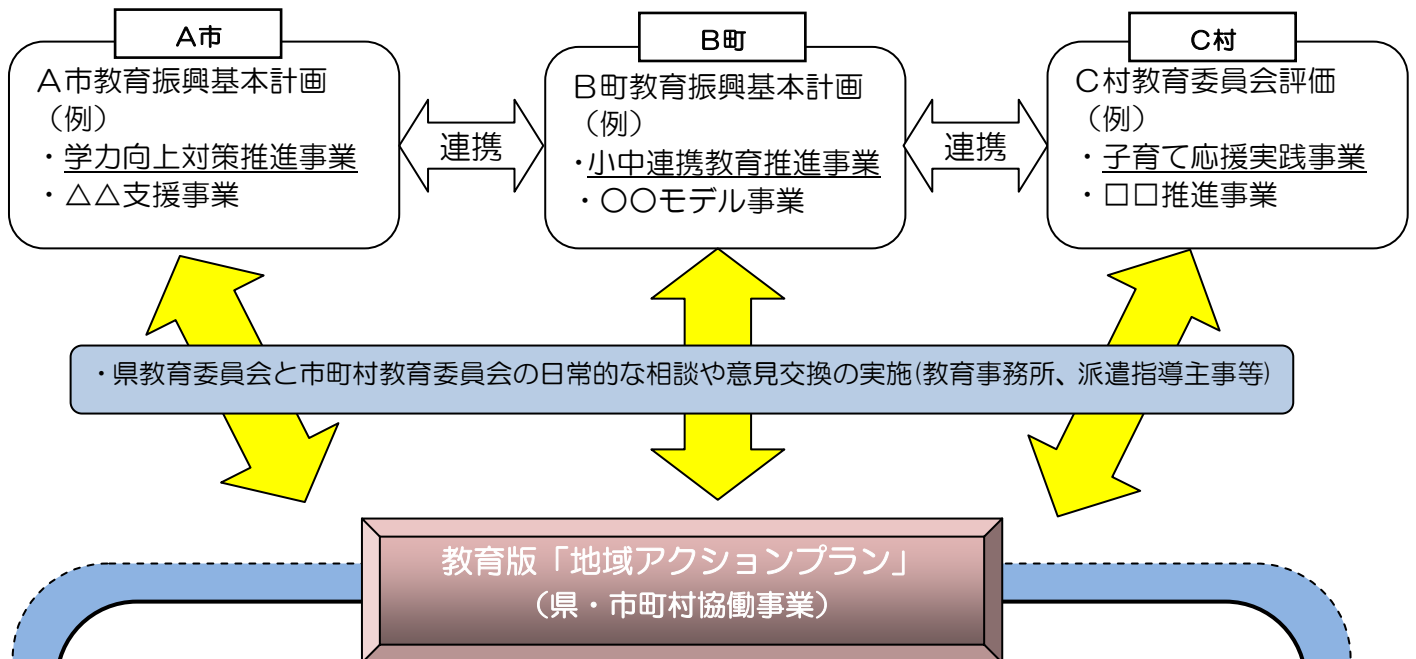 A市
A市教育振興基本計画
(例)
・学力向上対策推進事業
・△△支援事業
連携
B町
B町教育振興基本計画
(例)
・小中連携教育推進事業
・〇〇モデル事業
連携
C村
C村教育委員会評価
(例)
・子育て応援実践事業
・□□推進事業
・県教育委員会と市町村教育委員会の日常的な相談や意見交換の実施(教育事務所、派遣指導主事等)
教育版「地域アクションプラン」
(県・市町村協働事業)